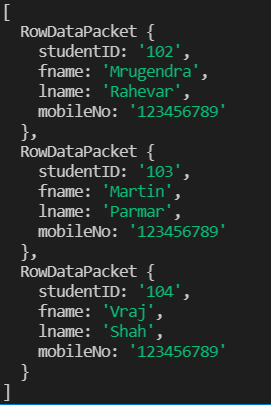 [
  RowDataPacket {
    studentID: '102',
    fname: 'Mrugendra',
    lname: 'Rahevar',
    mobileNo: '123456789'
  },
  RowDataPacket {
    studentID: '103',
    fname: 'Martin',
    lname: 'Parmar',
    mobileNo: '123456789'
  },
  RowDataPacket {
    studentID: '104',
    fname: 'Vraj',
    lname: 'Shah',
    mobileNo: '123456789'
  }
]